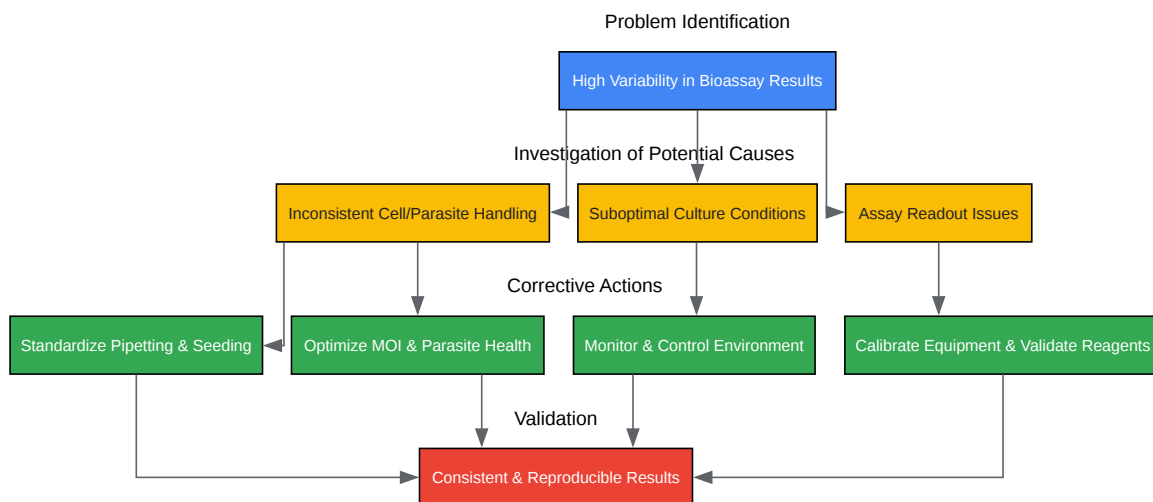 Problem Identification
High Variability in Bioassay Results
Investigation of Potential Causes
Inconsistent Cell/Parasite Handling
Suboptimal Culture Conditions
Assay Readout Issues
Corrective Actions
Standardize Pipetting & Seeding
Optimize MOI & Parasite Health
Monitor & Control Environment
Calibrate Equipment & Validate Reagents
Validation
Consistent & Reproducible Results